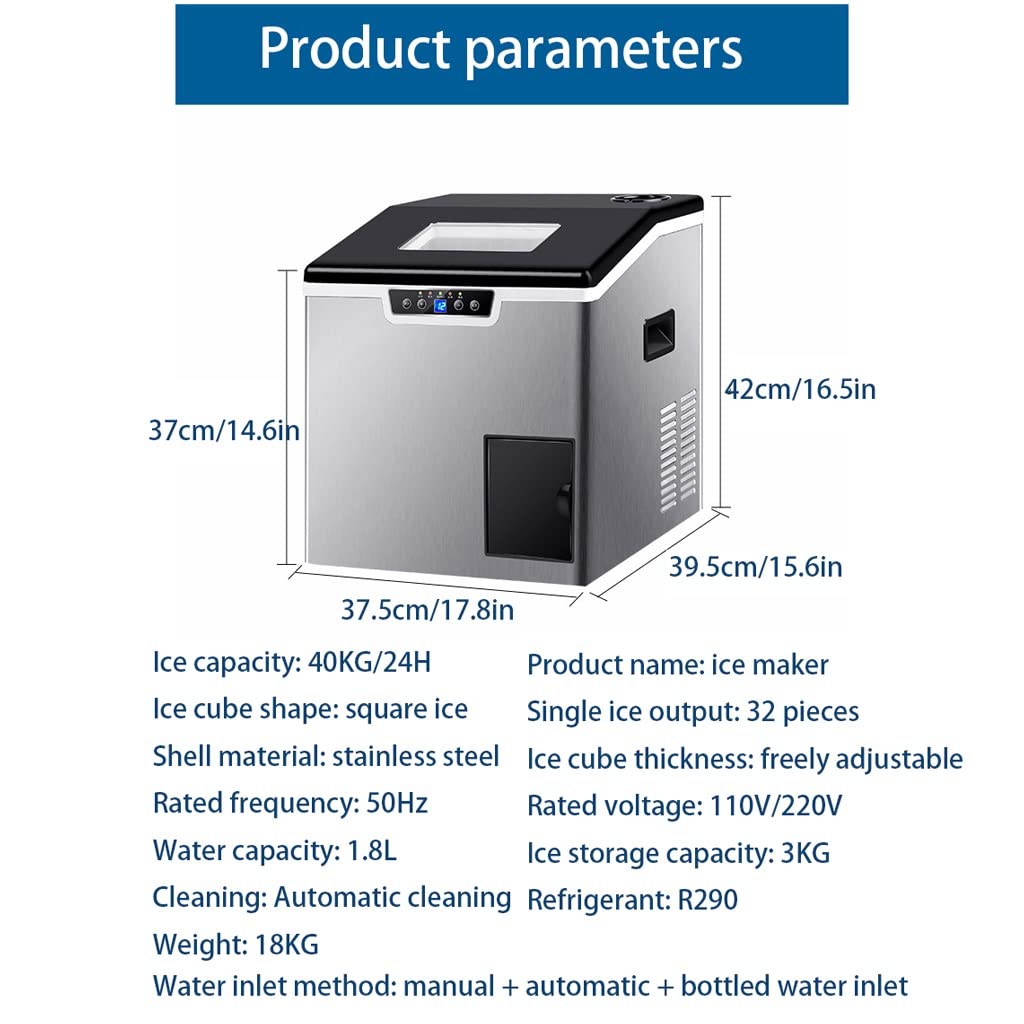 Product parameters
12
42cm/16.5in
37cm/14.6in
39.5cm/15.6in
37.5cm/17.8in
Ice capacity: 40KG/24H
Product name: ice maker
Ice cube shape: square ice
Single ice output: 32 pieces
Shell material: stainless steel
Ice cube thickness: freely adjustable
Rated frequency: 50Hz
Rated voltage: 110V/220V
Water capacity: 1.8L
Ice storage capacity: 3KG
Cleaning: Automatic cleaning
Refrigerant: R290
Weight: 18KG
Water inlet method: manual + automatic + bottled water inlet